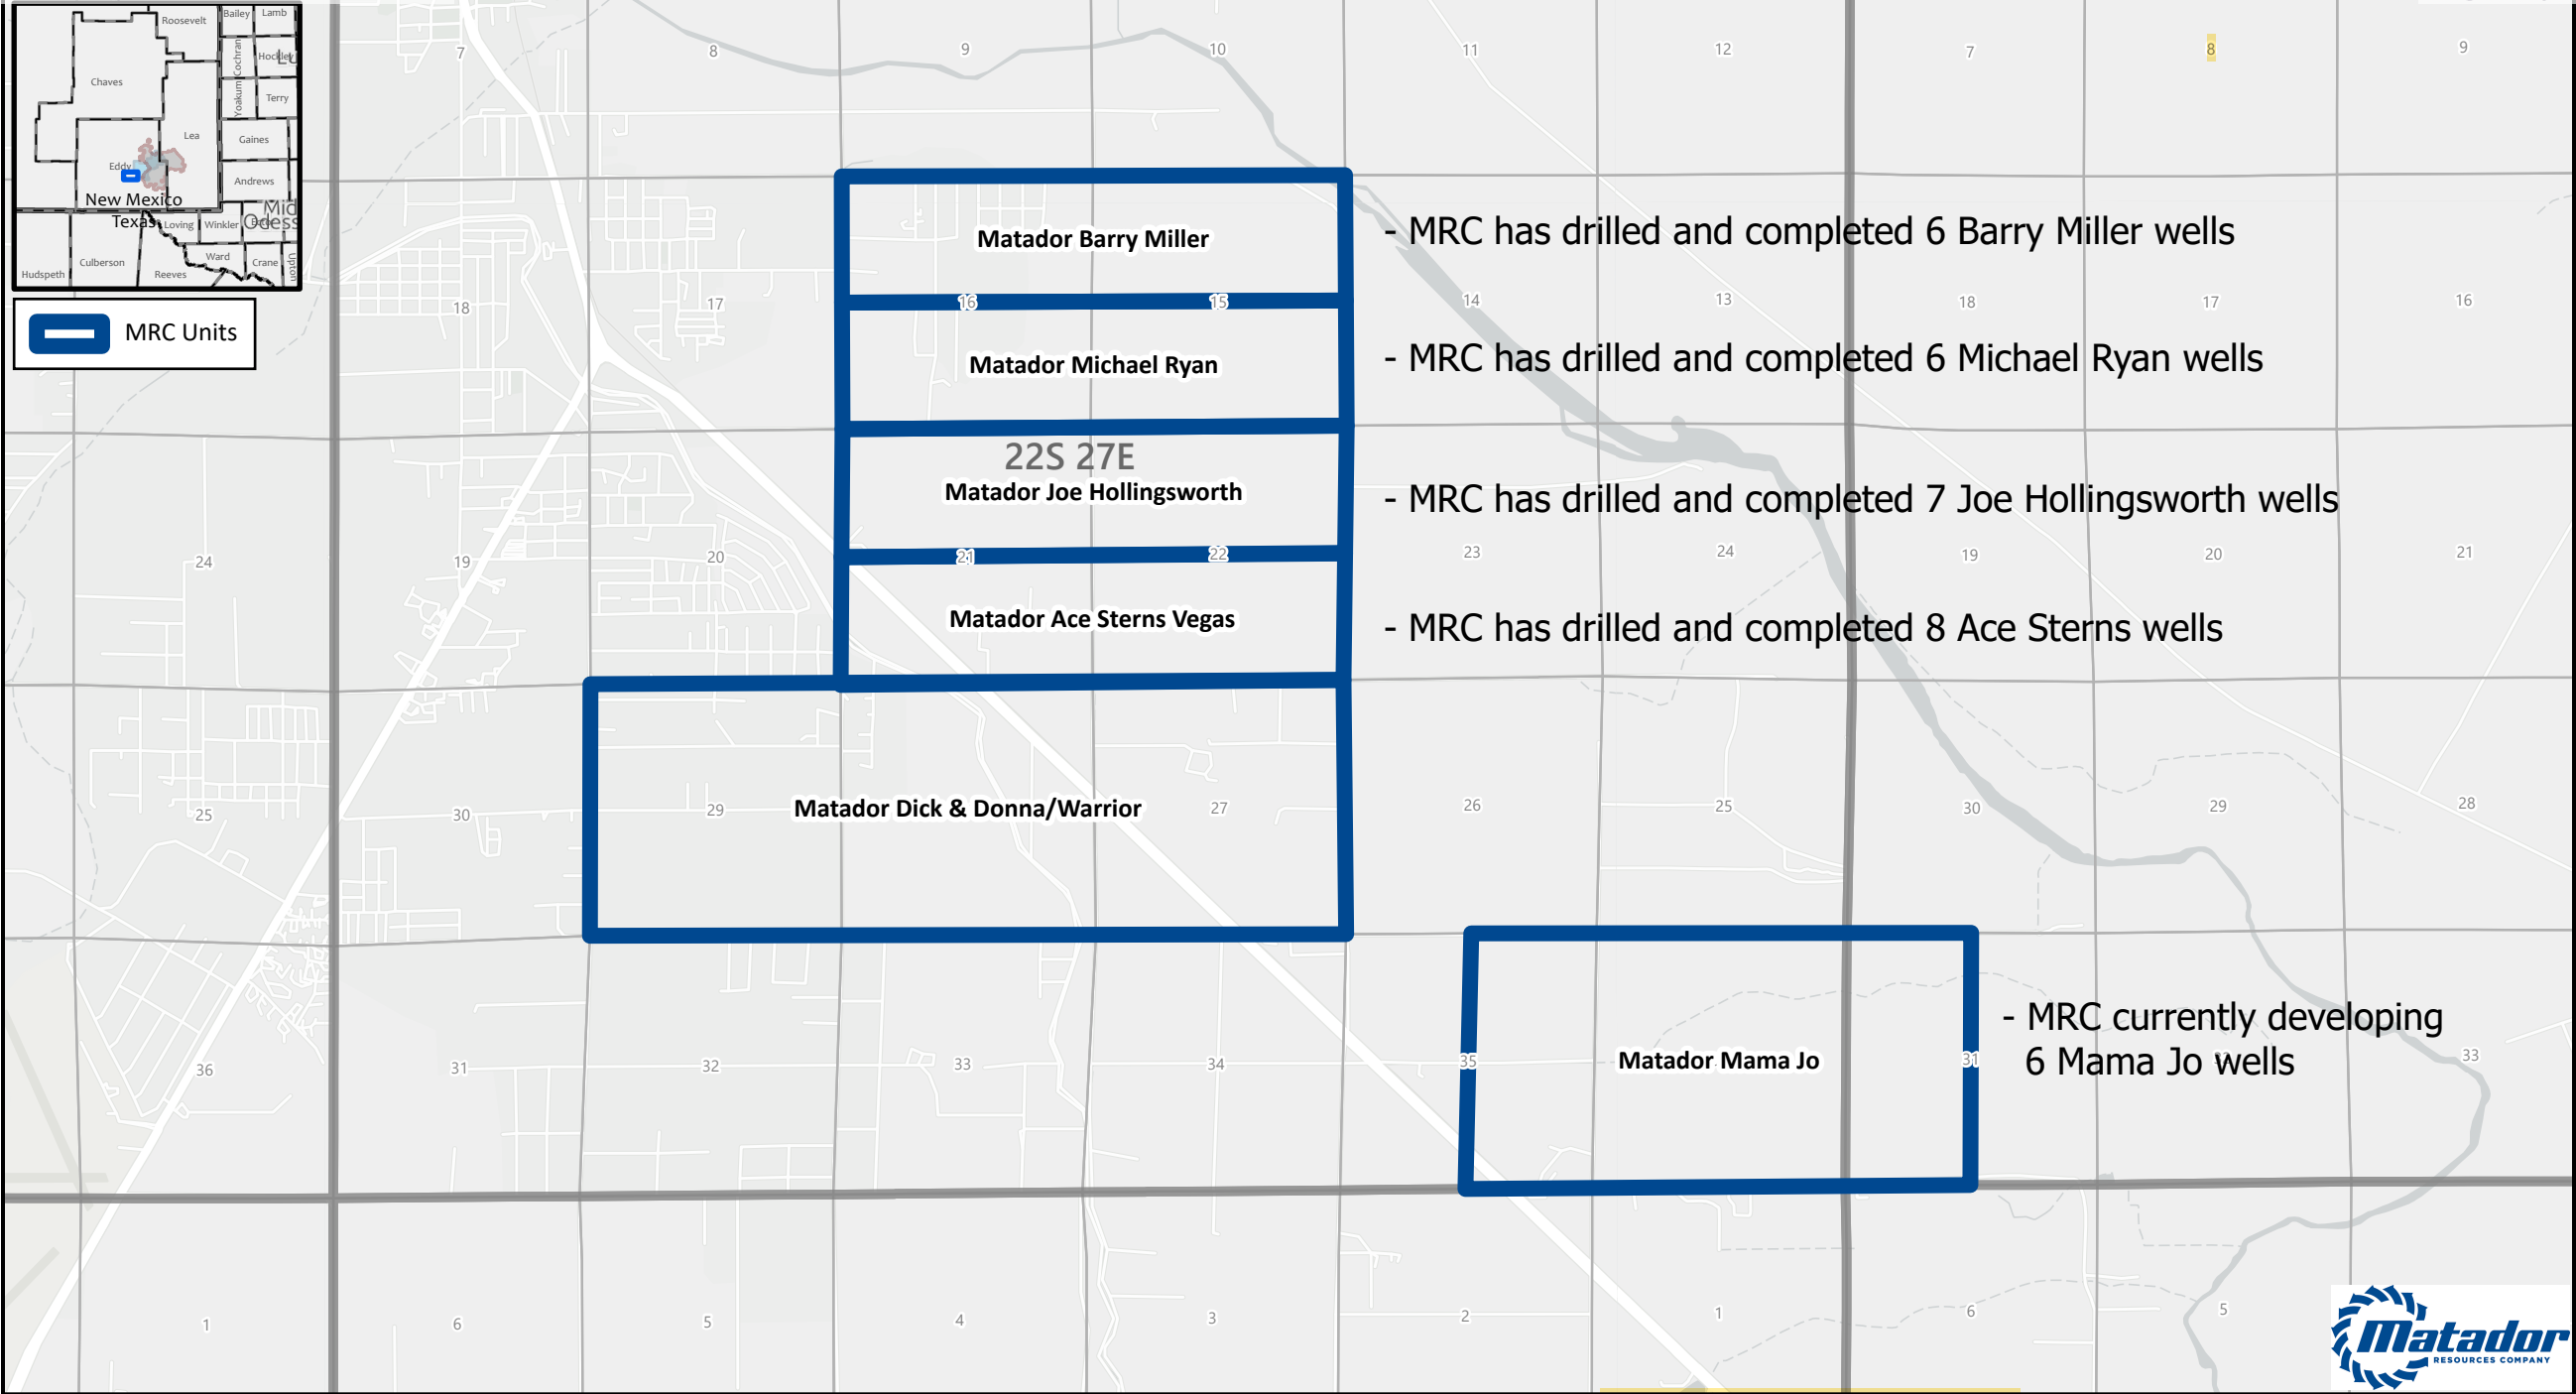 Roosevelt
Bailey
Lamb
Chaves
Cochran
Hockley
Lu
Yoakum
Terry
Lea
Gaines
Eddy
Andrews
New Mexico
Mid
Texas
Loving
Winkler
Odess
Hudspeth
Culberson
Reeves
Ward
Crane
Upton
MRC Units
7
8
9
10
11
12
7
8
9
Matador Barry Miller
- MRC has drilled and completed 6 Barry Miller wells
18
17
16
15
14
13
18
17
16
Matador Michael Ryan
- MRC has drilled and completed 6 Michael Ryan wells
22S 27E
Matador Joe Hollingsworth
- MRC has drilled and completed 7 Joe Hollingsworth wells
24
19
20
21
22
23
24
19
20
21
Matador Ace Sterns Vegas
- MRC has drilled and completed 8 Ace Sterns wells
25
30
29
Matador Dick & Donna/Warrior
27
26
25
30
29
28
- MRC currently developing
6 Mama Jo wells
36
31
32
33
34
35
Matador Mama Jo
31
33
1
6
5
4
3
2
1
6
5
Matador
RESOURCES COMPANY